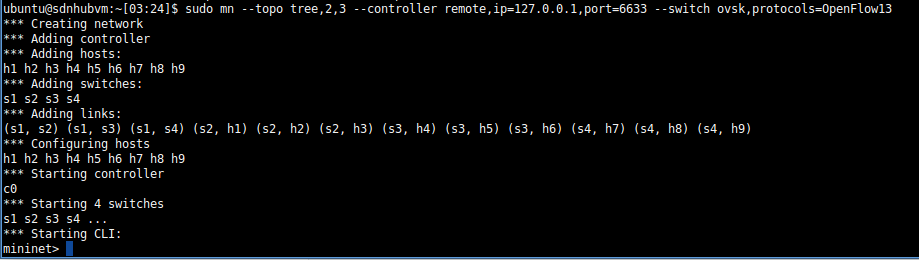 ubuntu@sdnhubvm:~[03:24]$ sudo mn --topo tree,2,3 --controller remote,ip=127.0.0.1,port=6633 --switch ovsk,protocols=OpenFlow13
*** Creating network
*** Adding controller
*** Adding hosts:
h1 h2 h3 h4 h5 h6 h7 h8 h9
*** Adding switches:
s1 s2 s3 s4
*** Adding links:
(s1, s2) (s1, s3) (s1, s4) (s2, h1) (s2, h2) (s2, h3) (s3, h4) (s3, h5) (s3, h6) (s4, h7) (s4, h8) (s4, h9)
*** Configuring hosts
h1 h2 h3 h4 h5 h6 h7 h8 h9
*** Starting controller
c0
*** Starting 4 switches
s1 s2 s3 s4 ...
*** Starting CLI:
mininet>